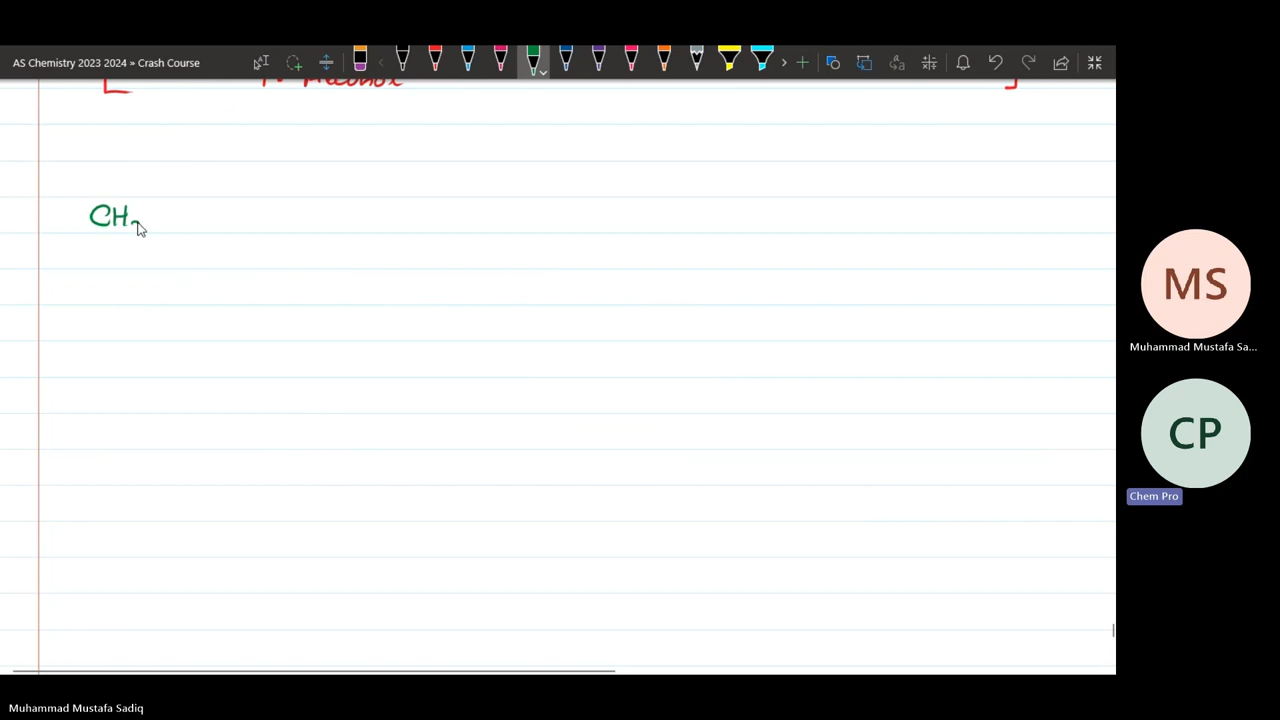 AS Chemistry 2023 2024 » Crash Course
MS
Muhammad Mustafa Sa...
CH
CP
Chem Pro
Muhammad Mustafa Sadiq